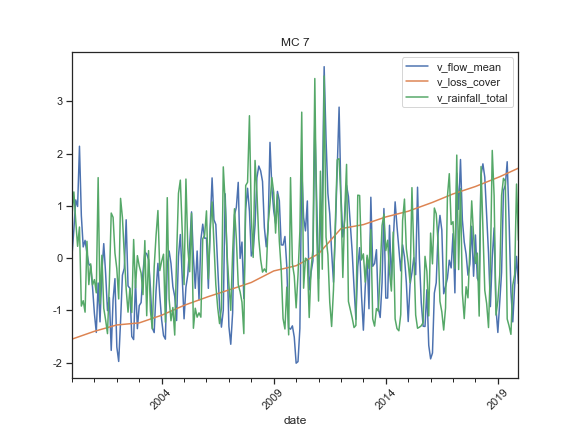 MC 7
v_flow_mean
v_loss_cover
v_rainfall_total
3
2
1
0
-1
-2
2004
2009
2014
2019
date